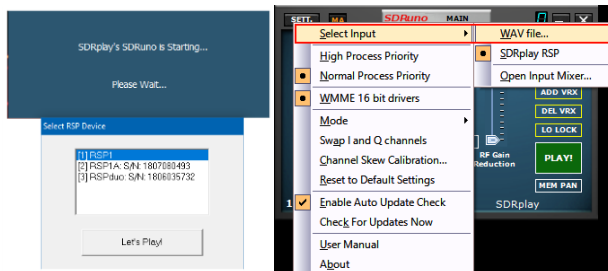 SDRplay's SDRuno is Starting...
Please Wait...
Select RSP Device
[1] RSP1
[2] RSP1A: S/N: 1807080493
[3] RSPduo: S/N: 1806035732
Let's Play!
SETT. MA SDRuno MAIN
Select Input
High Process Priority
Normal Process Priority
WMME 16 bit drivers
Mode
Swap I and Q channels
Channel Skew Calibration...
Reset to Default Settings
Enable Auto Update Check
Check For Updates Now
User Manual
About
WAV file...
SDRplay RSP
Open Input Mixer...
ADD VRX
DEL VRX
LO LOCK
RF Gain
Reduction
PLAY!
MEM PAN
SDRplay